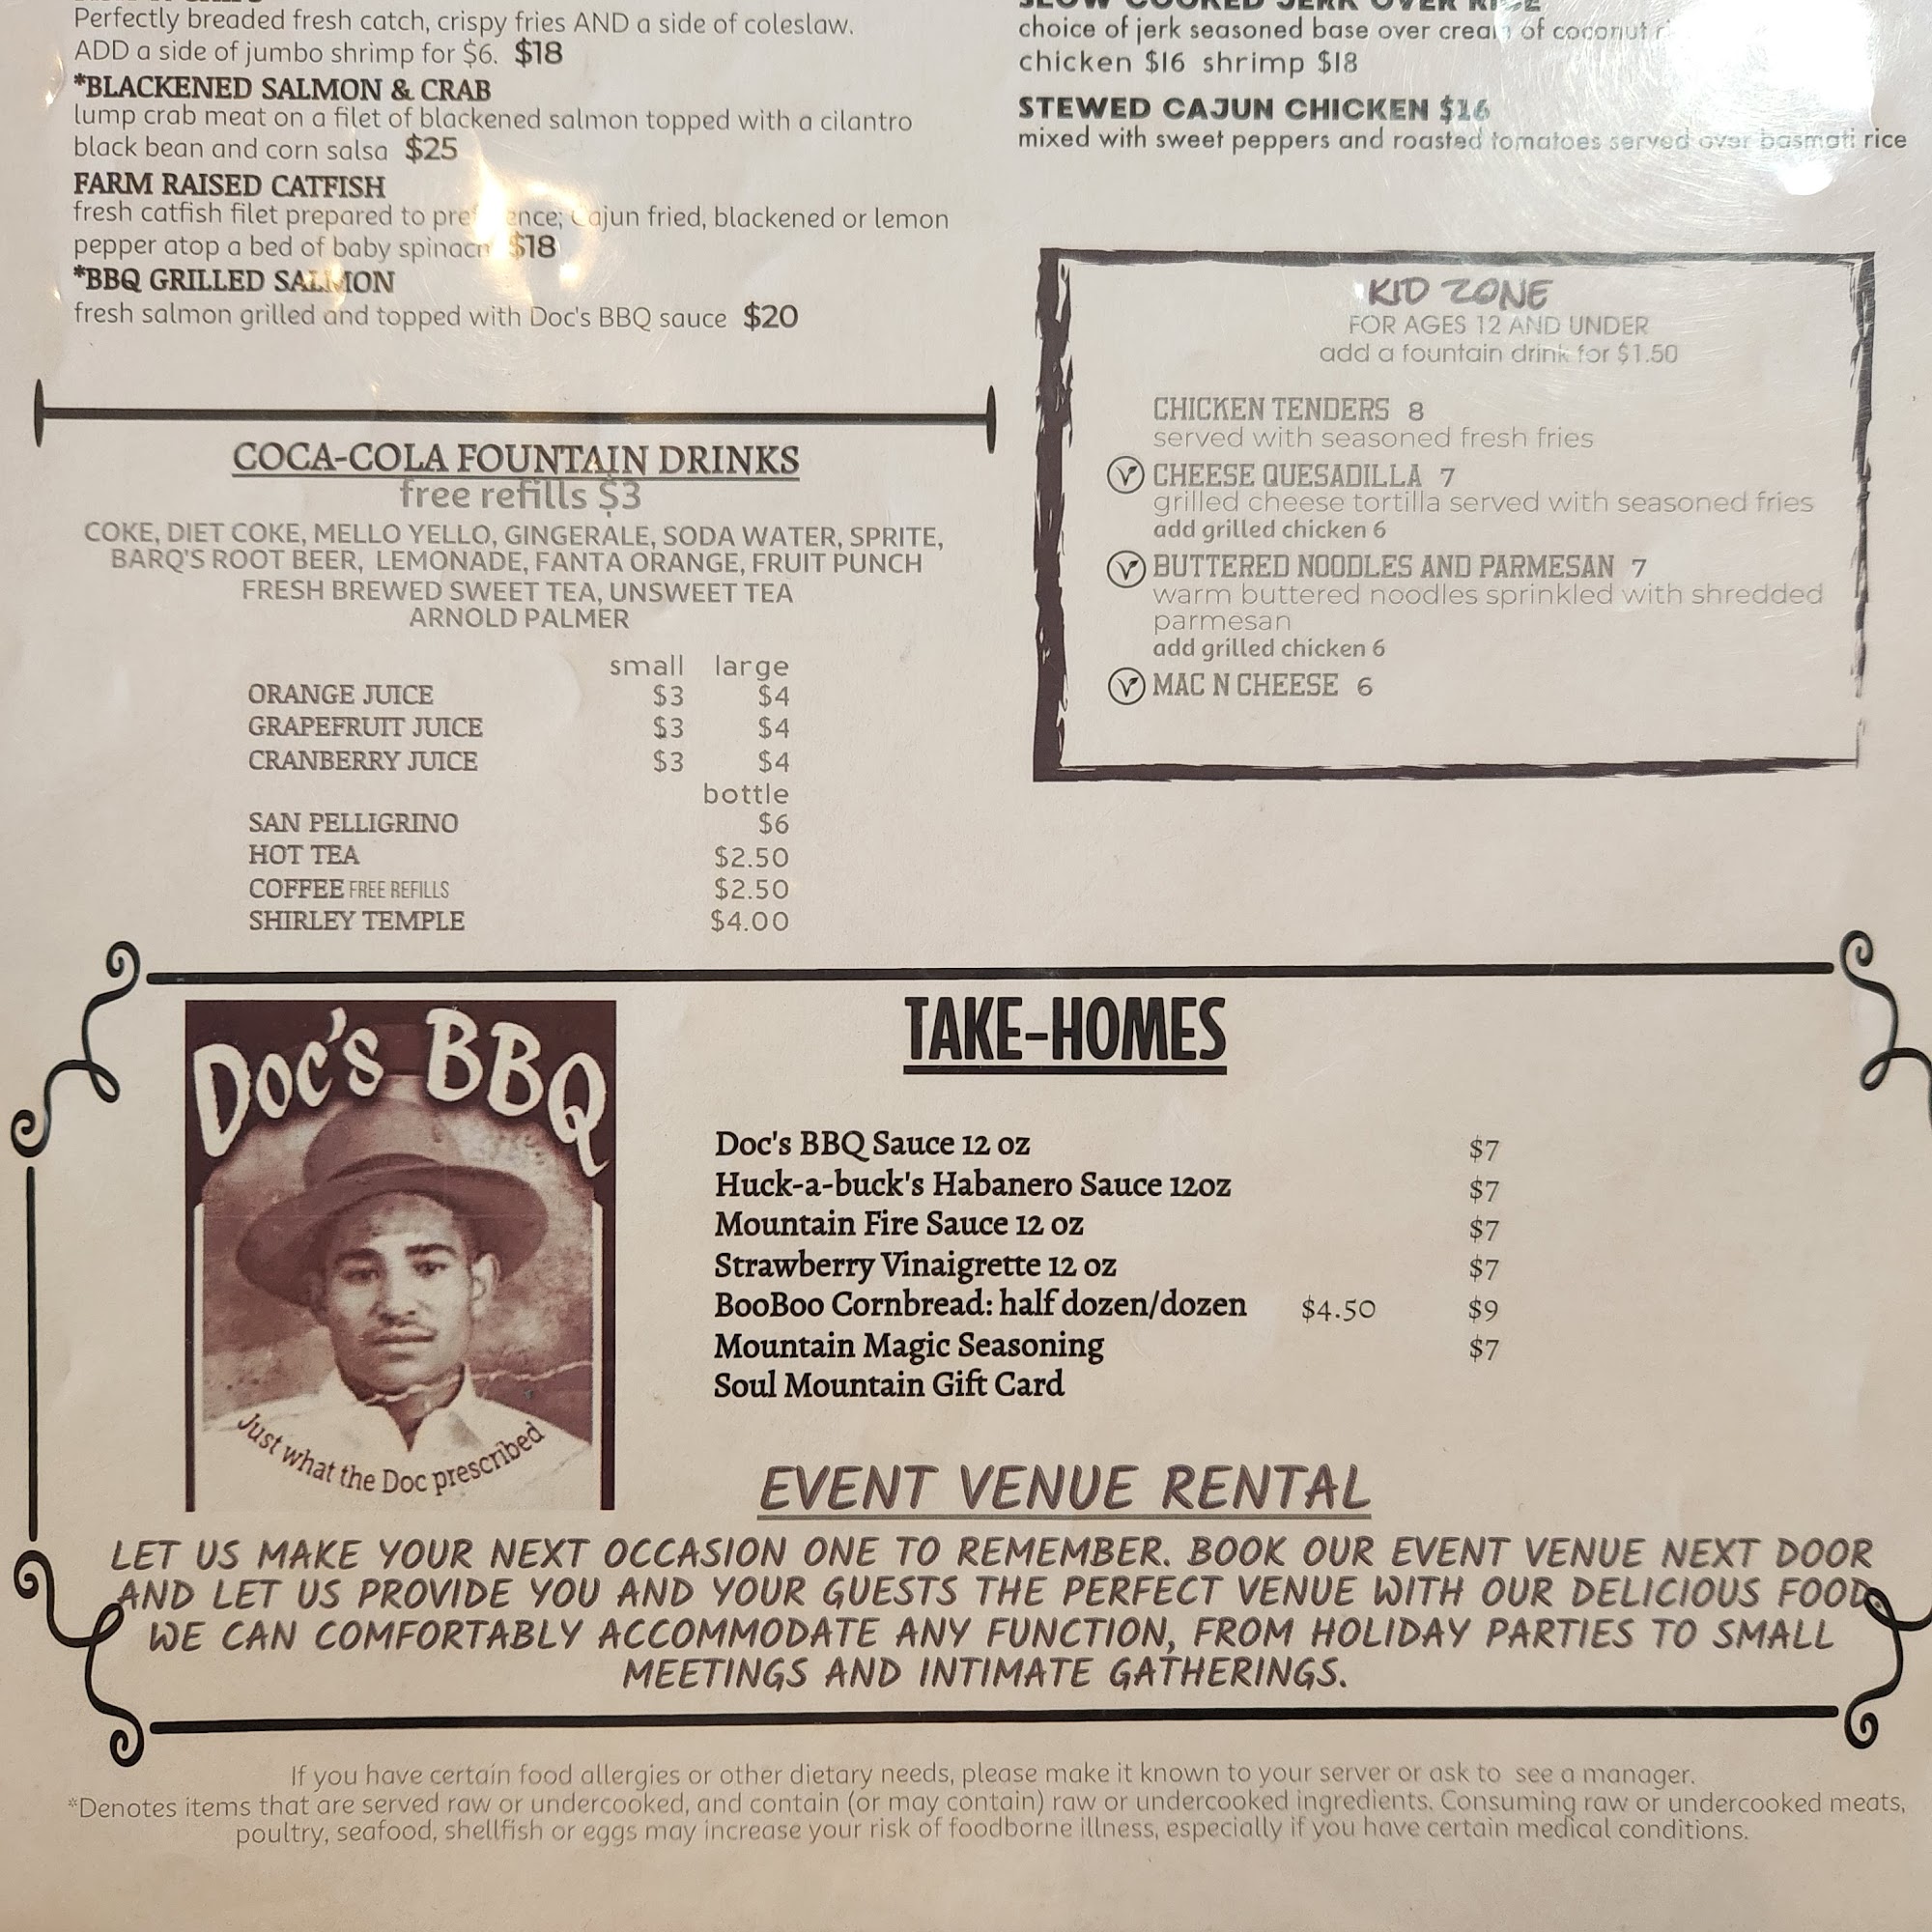 Perfectly breaded fresh catch, crispy fries AND a side of coleslaw.
ADD a side of jumbo shrimp for $6. $18
*BLACKENED SALMON & CRAB
lump crab meat on a filet of blackened salmon topped with a cilantro
black bean and corn salsa $25
FARM RAISED CATFISH
fresh catfish filet prepared to preference; Cajun fried, blackened or lemon
pepper atop a bed of baby spinach $18
*BBQ GRILLED SALMON
fresh salmon grilled and topped with Doc's BBQ sauce $20
SLOW COOKED JERK OVER RICE
choice of jerk seasoned base over cream of coconut
chicken $16 shrimp $18
STEWED CAJUN CHICKEN $16
mixed with sweet peppers and roasted tomatoes served over basmati rice
KID ZONE
FOR AGES 12 AND UNDER
add a fountain drink for $1.50
CHICKEN TENDERS 8
served with seasoned fresh fries
V CHEESE QUESADILLA 7
grilled cheese tortilla served with seasoned fries
add grilled chicken 6
V BUTTERED NOODLES AND PARMESAN 7
warm buttered noodles sprinkled with shredded
parmesan
add grilled chicken 6
V MAC N CHEESE 6
COCA-COLA FOUNTAIN DRINKS
free refills $3
COKE, DIET COKE, MELLO YELLO, GINGERALE, SODA WATER, SPRITE,
BARQ'S ROOT BEER, LEMONADE, FANTA ORANGE, FRUIT PUNCH
FRESH BREWED SWEET TEA, UNSWEET TEA
ARNOLD PALMER
small large
ORANGE JUICE $3 $4
GRAPEFRUIT JUICE $3 $4
CRANBERRY JUICE $3 $4
bottle
SAN PELLIGRINO $6
HOT TEA $2.50
COFFEE FREE REFILLS $2.50
SHIRLEY TEMPLE $4.00
Doc's BBQ
Just what the Doc prescribed
TAKE-HOMES
Doc's BBQ Sauce 12 oz $7
Huck-a-buck's Habanero Sauce 12oz $7
Mountain Fire Sauce 12 oz $7
Strawberry Vinaigrette 12 oz $7
BooBoo Cornbread: half dozen/dozen $4.50 $9
Mountain Magic Seasoning $7
Soul Mountain Gift Card
EVENT VENUE RENTAL
LET US MAKE YOUR NEXT OCCASION ONE TO REMEMBER. BOOK OUR EVENT VENUE NEXT DOOR
AND LET US PROVIDE YOU AND YOUR GUESTS THE PERFECT VENUE WITH OUR DELICIOUS FOOD.
WE CAN COMFORTABLY ACCOMMODATE ANY FUNCTION, FROM HOLIDAY PARTIES TO SMALL
MEETINGS AND INTIMATE GATHERINGS.
If you have certain food allergies or other dietary needs, please make it known to your server or ask to see a manager.
*Denotes items that are served raw or undercooked, and contain (or may contain) raw or undercooked ingredients. Consuming raw or undercooked meats,
poultry, seafood, shellfish or eggs may increase your risk of foodborne illness, especially if you have certain medical conditions.